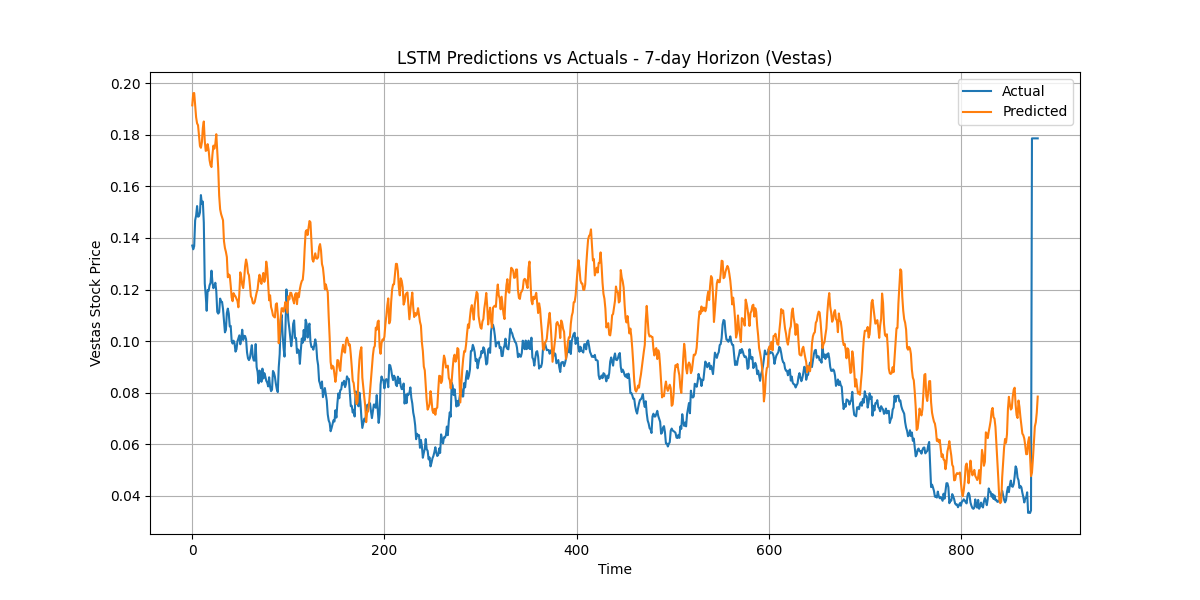 LSTM Predictions vs Actuals - 7-day Horizon (Vestas)
Actual
Predicted
0.20
0.18
0.16
0.14
0.12
0.10
0.08
0.06
0.04
Vestas Stock Price
0 200 400 600 800
Time